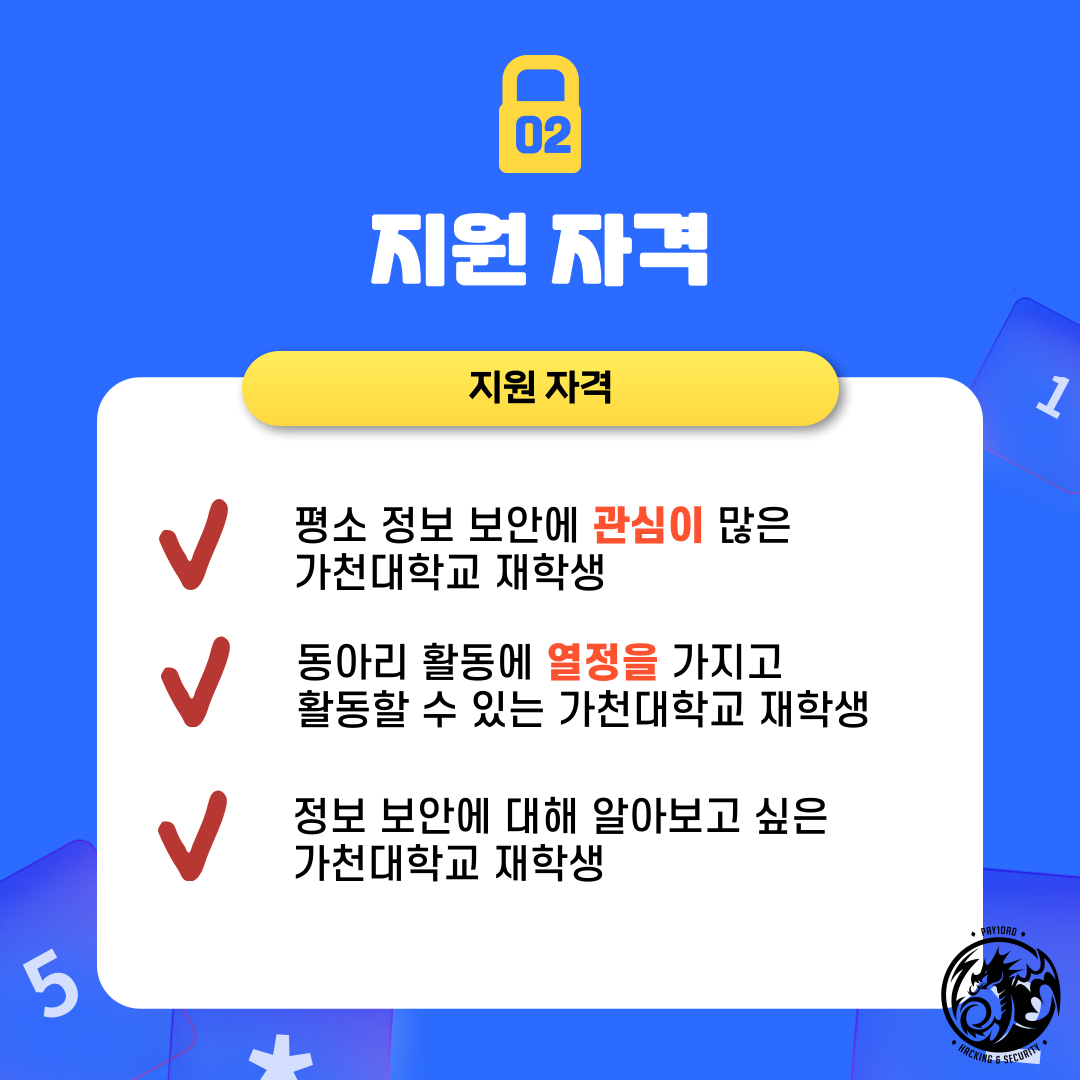 02
지원 자격
지원 자격
평소 정보 보안에 관심이 많은
가천대학교 재학생
동아리 활동에 열정을 가지고
활동할 수 있는 가천대학교 재학생
정보 보안에 대해 알아보고 싶은
가천대학교 재학생
1
5
*
PAY1OAD
HACKING & SECURITY